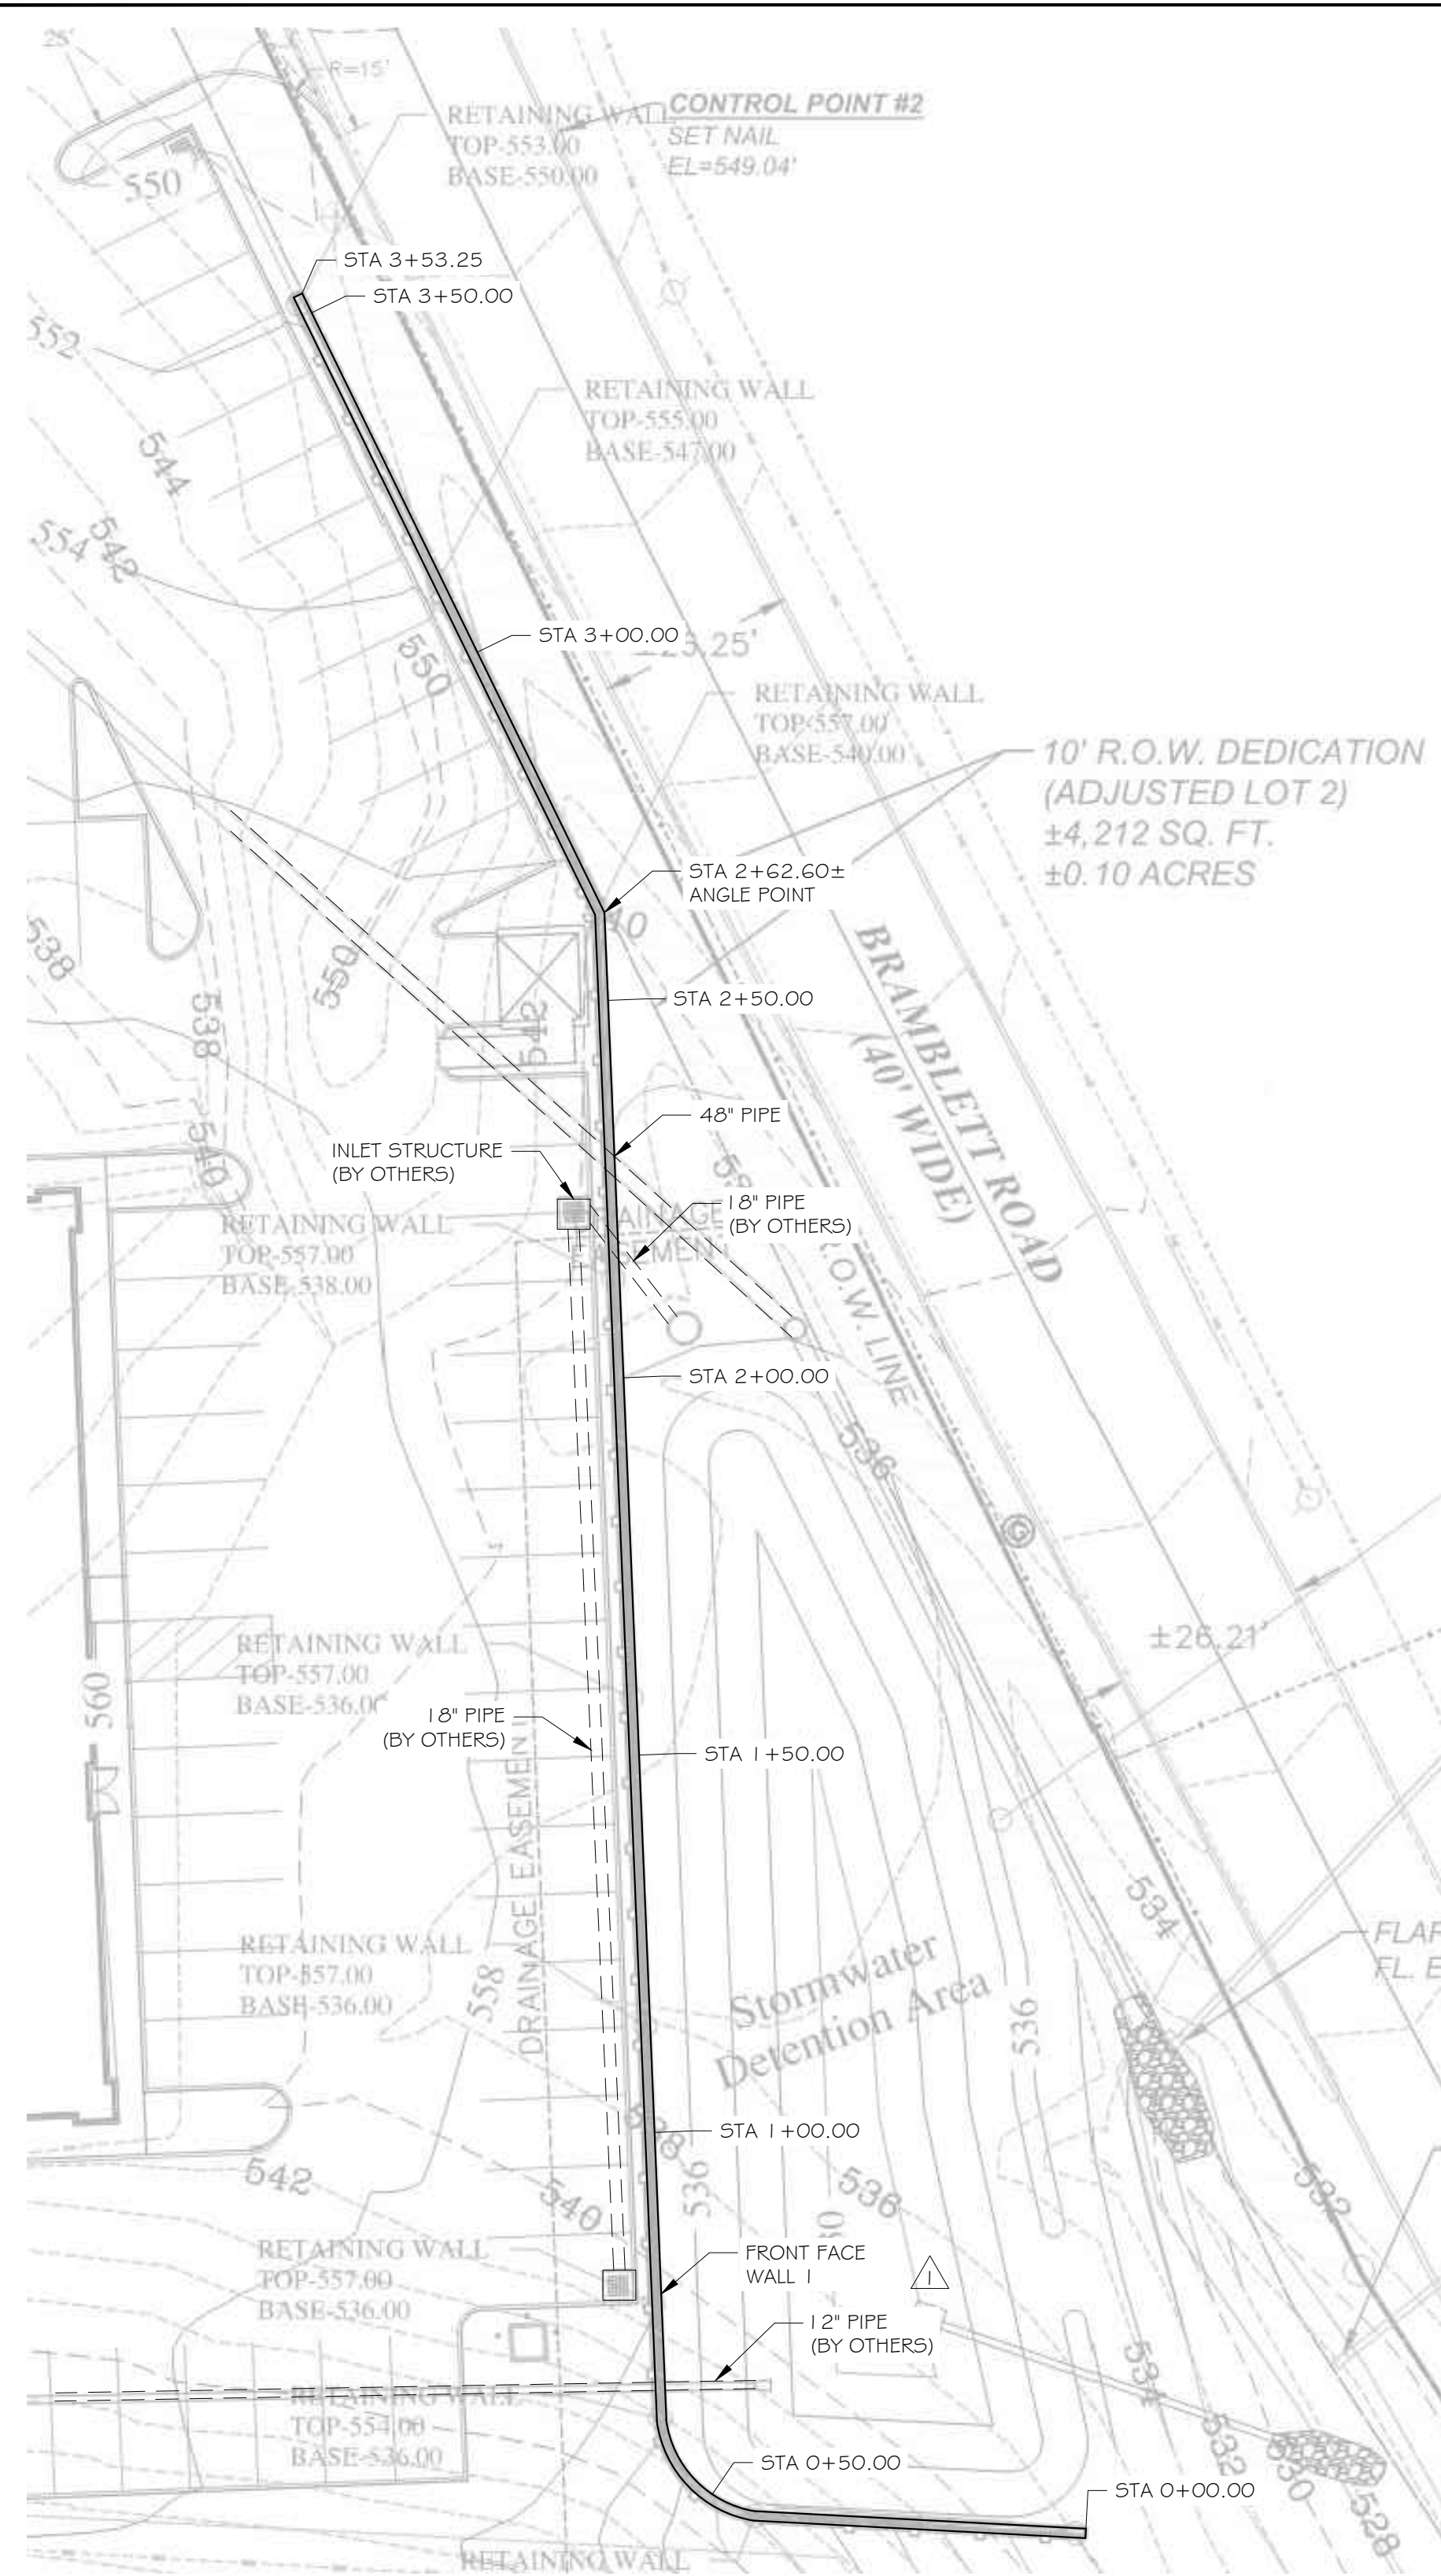 25'
R=15'
RETAINING WALL
TOP-553.00
BASE-550.00
CONTROL POINT #2
SET NAIL
EL=549.04'
550
STA 3+53.25
STA 3+50.00
552
RETAINING WALL
TOP-555.00
BASE-547.00
544
542
554
STA 3+00.00
550
RETAINING WALL
TOP-557.00
BASE-540.00
10' R.O.W. DEDICATION
(ADJUSTED LOT 2)
±4,212 SQ. FT.
±0.10 ACRES
STA 2+62.60±
ANGLE POINT
538
550
538
STA 2+50.00
542
BRAMBLETT ROAD
(40' WIDE)
48" PIPE
INLET STRUCTURE
(BY OTHERS)
540
18" PIPE
(BY OTHERS)
RETAINING WALL
TOP-557.00
BASE-538.00
EASEMENT
R.O.W. LINE
STA 2+00.00
536
G
RETAINING WALL
TOP-557.00
BASE-536.00
±26.21'
560
18" PIPE
(BY OTHERS)
STA 1+50.00
534
RETAINING WALL
TOP-557.00
BASE-536.00
558
DRAINAGE EASEMENT
Stormwater
Detention Area
536
STA 1+00.00
542
540
536
536
532
RETAINING WALL
TOP-557.00
BASE-536.00
FRONT FACE
WALL 1
1
12" PIPE
(BY OTHERS)
534
RETAINING WALL
TOP-554.00
BASE-536.00
532
530
528
STA 0+50.00
STA 0+00.00
RETAINING WALL